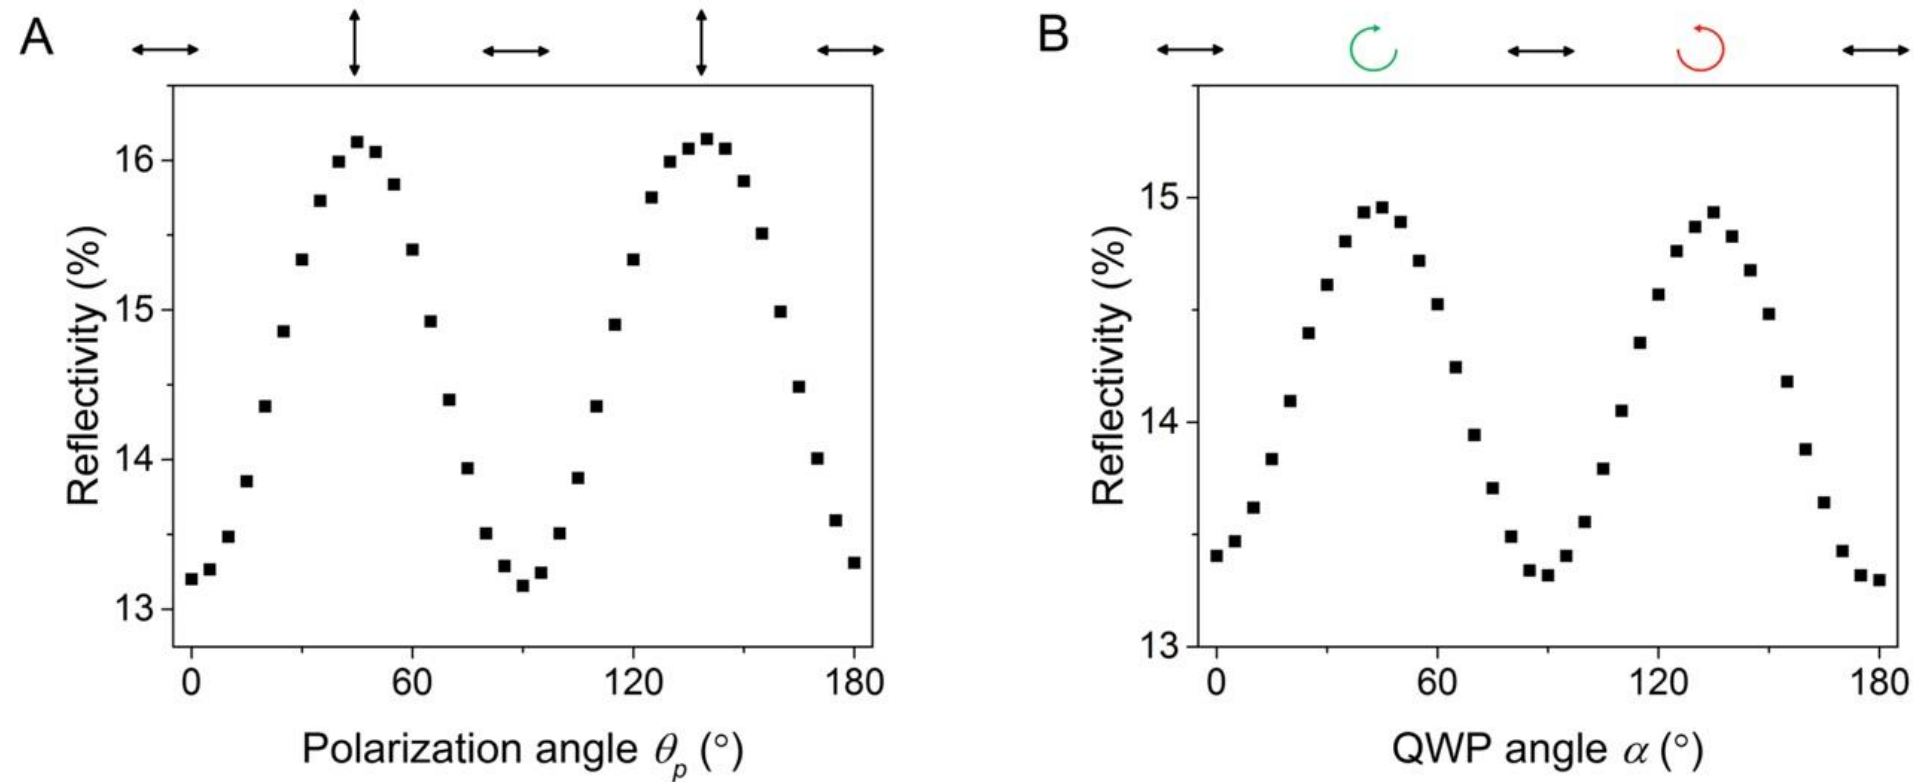 A
Reflectivity (%)
16
15
14
13
0 60 120 180
Polarization angle θp (°)
B
Reflectivity (%)
15
14
13
0 60 120 180
QWP angle α (°)